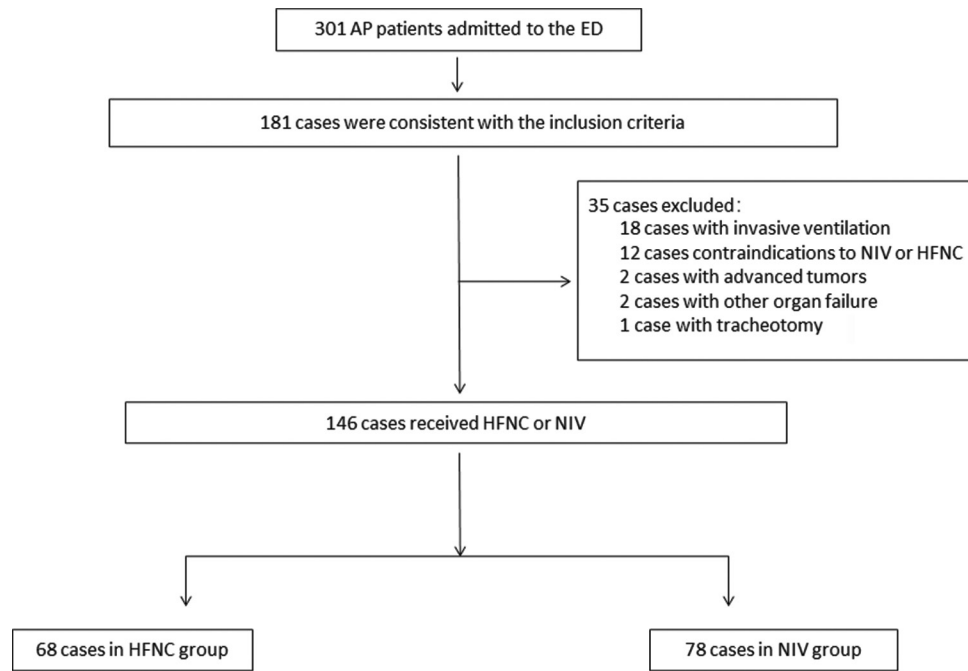 301 AP patients admitted to the ED
181 cases were consistent with the inclusion criteria
35 cases excluded:
18 cases with invasive ventilation
12 cases contraindications to NIV or HFNC
2 cases with advanced tumors
2 cases with other organ failure
1 case with tracheotomy
146 cases received HFNC or NIV
68 cases in HFNC group
78 cases in NIV group